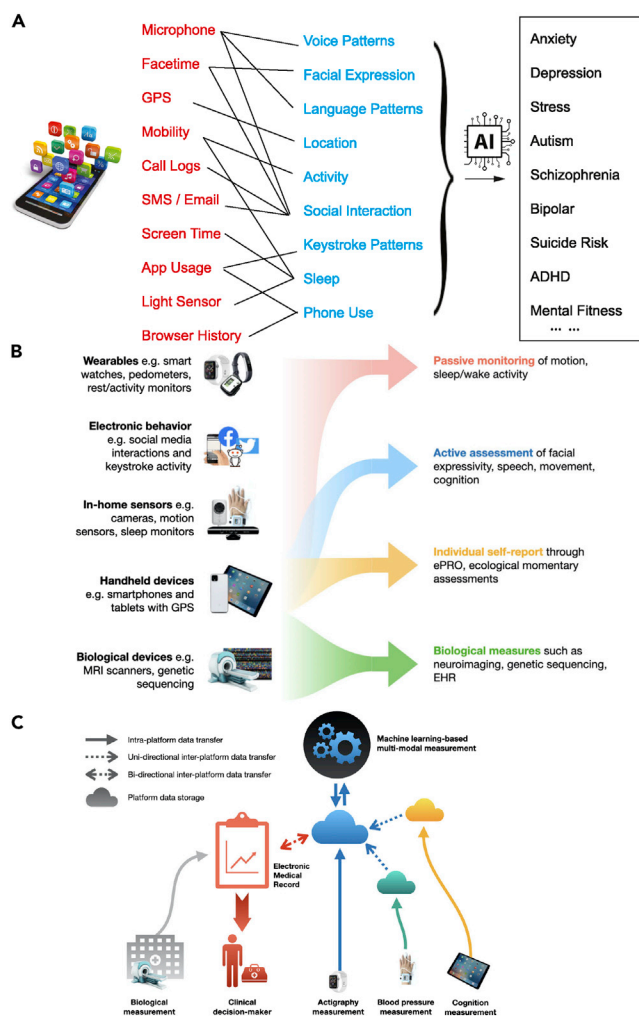 A
Microphone
Facetime
GPS
Mobility
Call Logs
SMS / Email
Screen Time
App Usage
Light Sensor
Browser History
Voice Patterns
Facial Expression
Language Patterns
Location
Activity
Social Interaction
Keystroke Patterns
Sleep
Phone Use
AI
Anxiety
Depression
Stress
Autism
Schizophrenia
Bipolar
Suicide Risk
ADHD
Mental Fitness
... ...
B
Wearables e.g. smart
watches, pedometers,
rest/activity monitors
Electronic behavior
e.g. social media
interactions and
keystroke activity
In-home sensors e.g.
cameras, motion
sensors, sleep monitors
Handheld devices
e.g. smartphones and
tablets with GPS
Biological devices e.g.
MRI scanners, genetic
sequencing
Passive monitoring of motion,
sleep/wake activity
Active assessment of facial
expressivity, speech, movement,
cognition
Individual self-report through
ePRO, ecological momentary
assessments
Biological measures such as
neuroimaging, genetic sequencing,
EHR
C
Intra-platform data transfer
Uni-directional inter-platform data transfer
Bi-directional inter-platform data transfer
Platform data storage
Machine learning-based
multi-modal measurement
Electronic
Medical
Record
Biological
measurement
Clinical
decision-maker
Actigraphy
measurement
Blood pressure
measurement
Cognition
measurement